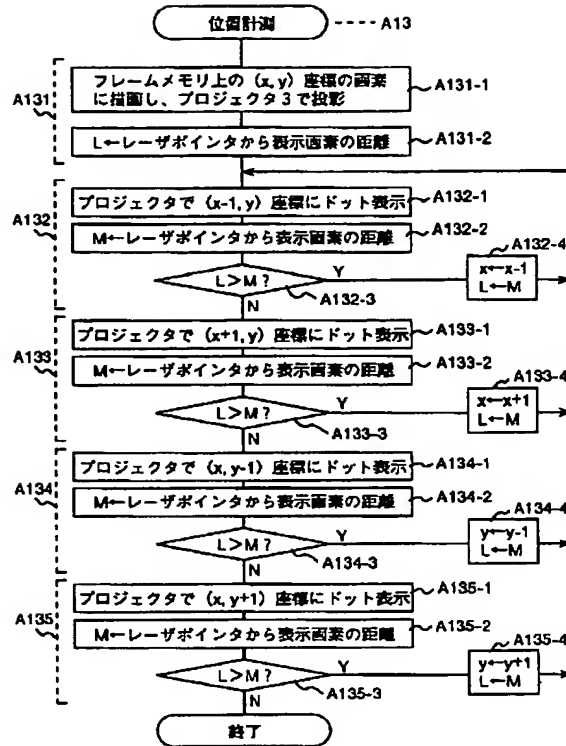 位置計測 A13
A131
フレームメモリ上の (x, y) 座標の画素
に描画し、プロジェクタ3で投影
A131-1
L←レーザポインタから表示画素の距離
A131-2
A132
プロジェクタで (x-1, y) 座標にドット表示
A132-1
M←レーザポインタから表示画素の距離
A132-2
L>M?
Y
N
A132-3
A132-4
x←x-1
L←M
A133
プロジェクタで (x+1, y) 座標にドット表示
A133-1
M←レーザポインタから表示画素の距離
A133-2
L>M?
Y
N
A133-3
A133-4
x←x+1
L←M
A134
プロジェクタで (x, y-1) 座標にドット表示
A134-1
M←レーザポインタから表示画素の距離
A134-2
L>M?
Y
N
A134-3
A134-4
y←y-1
L←M
A135
プロジェクタで (x, y+1) 座標にドット表示
A135-1
M←レーザポインタから表示画素の距離
A135-2
L>M?
Y
N
A135-3
A135-4
y←y+1
L←M
終了